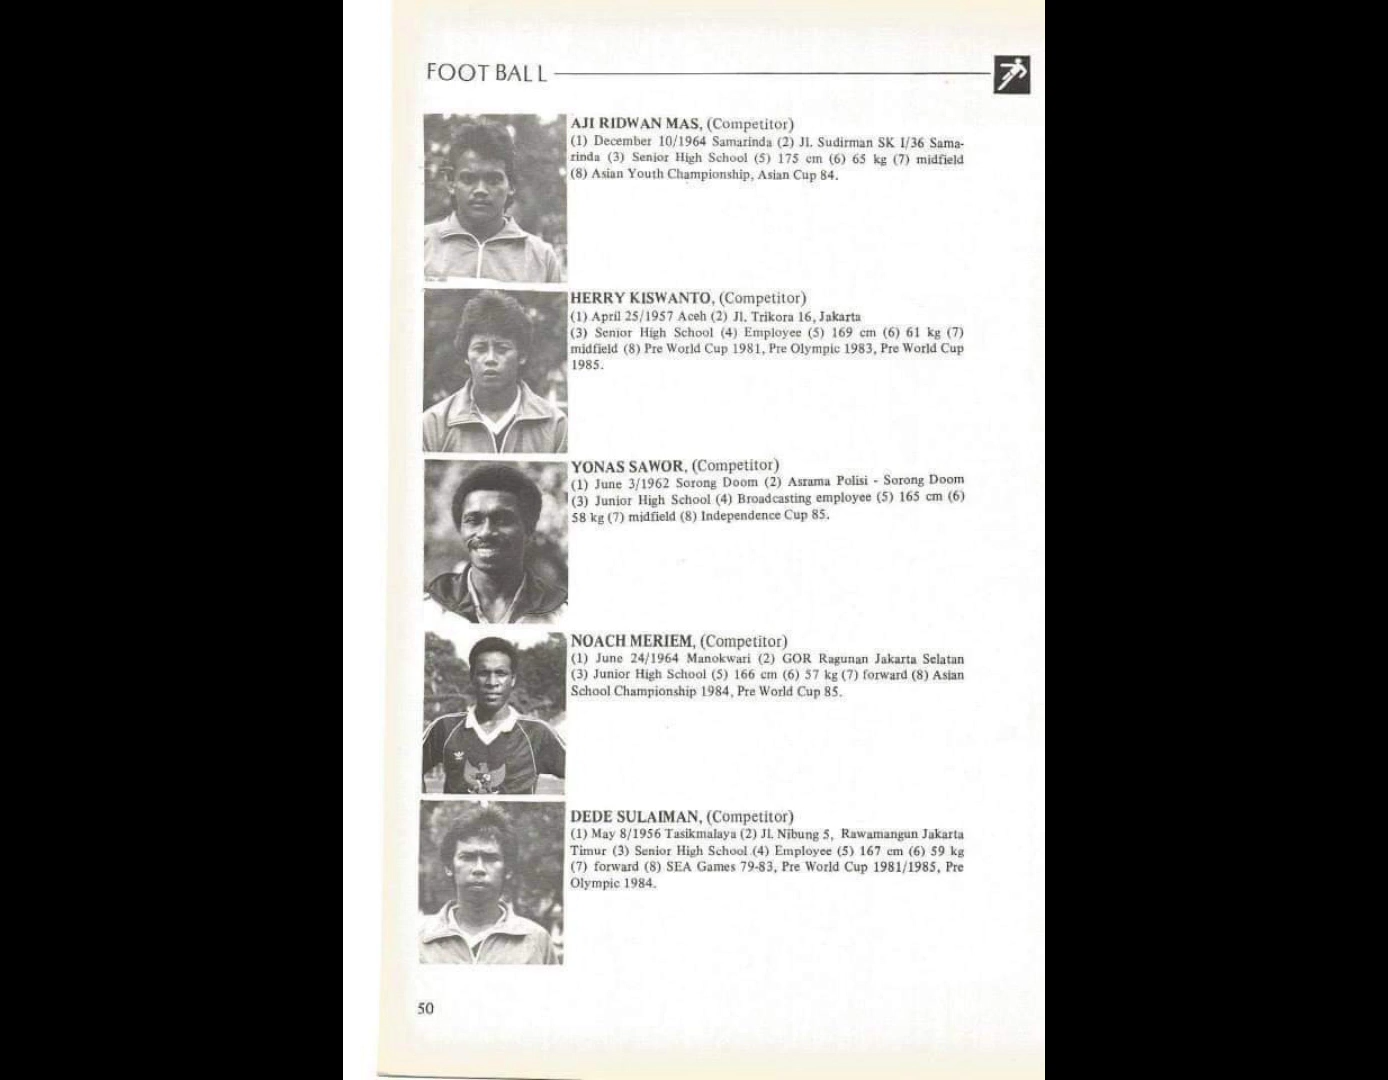 FOOTBALL
AJI RIDWAN MAS, (Competitor)
(1) December 10/1964 Samarinda (2) Jl. Sudirman SK I/36 Sama-
rinda (3) Senior High School (5) 175 cm (6) 65 kg (7) midfield
(8) Asian Youth Championship, Asian Cup 84.
HERRY KISWANTO, (Competitor)
(1) April 25/1957 Aceh (2) Jl. Trikora 16, Jakarta
(3) Senior High School (4) Employee (5) 169 cm (6) 61 kg (7)
midfield (8) Pre World Cup 1981, Pre Olympic 1983, Pre World Cup
1985.
YONAS SAWOR, (Competitor)
(1) June 3/1962 Sorong Doom (2) Asrama Polisi - Sorong Doom
(3) Junior High School (4) Broadcasting employee (5) 165 cm (6)
58 kg (7) midfield (8) Independence Cup 85.
NOACH MERIEM, (Competitor)
(1) June 24/1964 Manokwari (2) GOR Ragunan Jakarta Selatan
(3) Junior High School (5) 166 cm (6) 57 kg (7) forward (8) Asian
School Championship 1984, Pre World Cup 85.
DEDE SULAIMAN, (Competitor)
(1) May 8/1956 Tasikmalaya (2) Jl. Nibung 5, Rawamangun Jakarta
Timur (3) Senior High School (4) Employee (5) 167 cm (6) 59 kg
(7) forward (8) SEA Games 79-83, Pre World Cup 1981/1985, Pre
Olympic 1984.
50